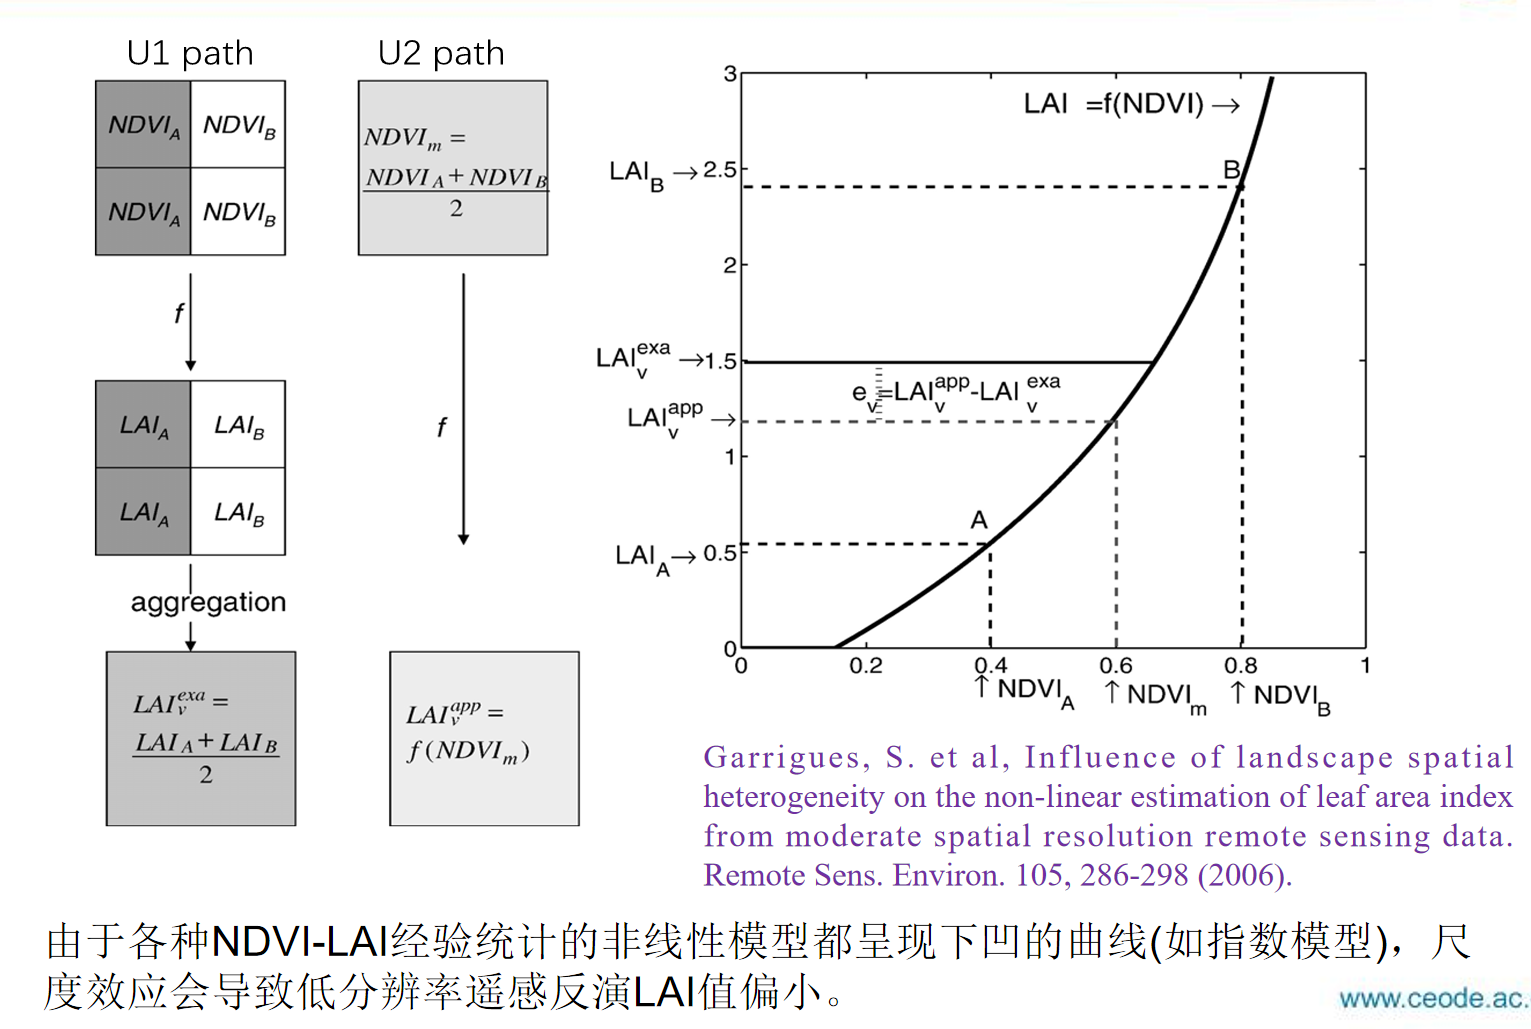 U1 path
U2 path
NDVI_A NDVI_B
NDVI_A NDVI_B
f
LAI_A LAI_B
LAI_A LAI_B
aggregation
LAI_v^exa =
LAI_A + LAI_B
2
NDVI_m =
NDVI_A + NDVI_B
2
f
LAI_v^app =
f(NDVI_m)
LAI =f(NDVI) →
3
LAI_B → 2.5
2
LAI_v^exa → 1.5
LAI_v^app →
1
LAI_A → 0.5
0
B
e_v=LAI_v^app-LAI_v^exa
A
0 0.2 0.4 0.6 0.8 1
↑ NDVI_A ↑ NDVI_m ↑ NDVI_B
Garrigues, S. et al, Influence of landscape spatial
heterogeneity on the non-linear estimation of leaf area index
from moderate spatial resolution remote sensing data.
Remote Sens. Environ. 105, 286-298 (2006).
由于各种NDVI-LAI经验统计的非线性模型都呈现下凹的曲线(如指数模型)，尺
度效应会导致低分辨率遥感反演LAI值偏小。
www.ceode.ac.